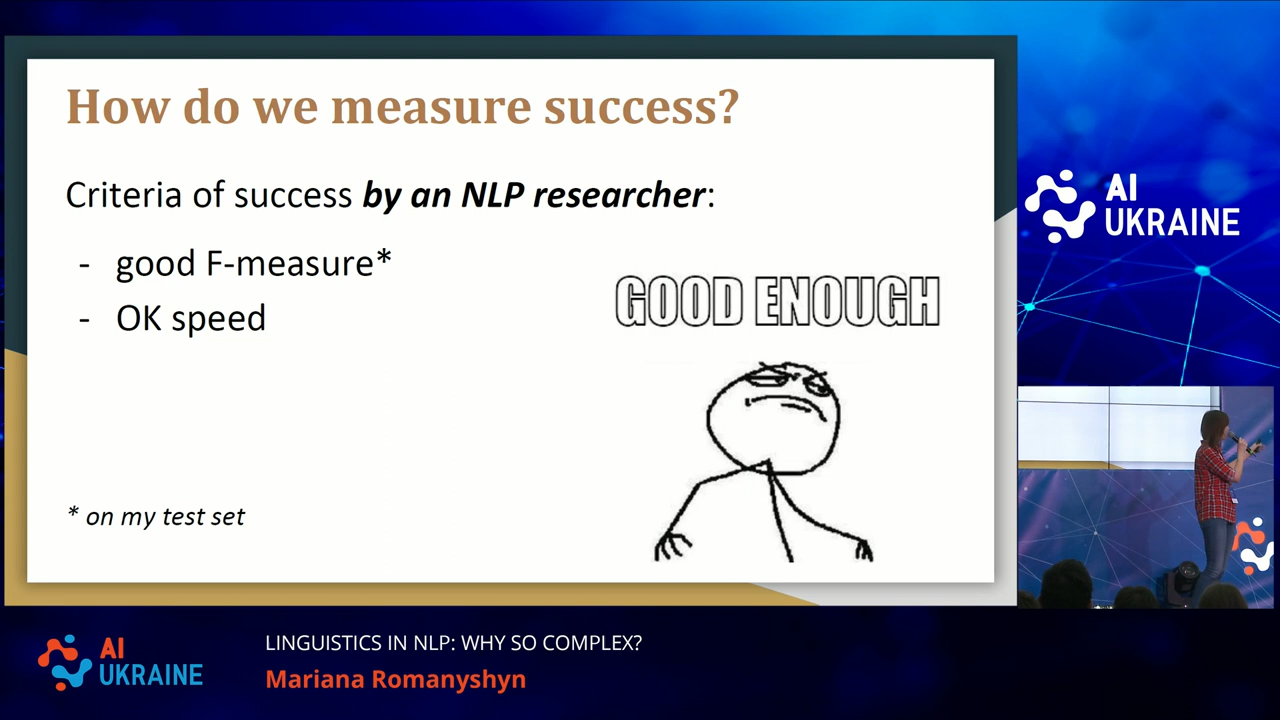 How do we measure success?
Criteria of success by an NLP researcher:
- good F-measure*
- OK speed
GOOD ENOUGH
* on my test set
AI
UKRAINE
AI
UKRAINE
LINGUISTICS IN NLP: WHY SO COMPLEX?
Mariana Romanyshyn